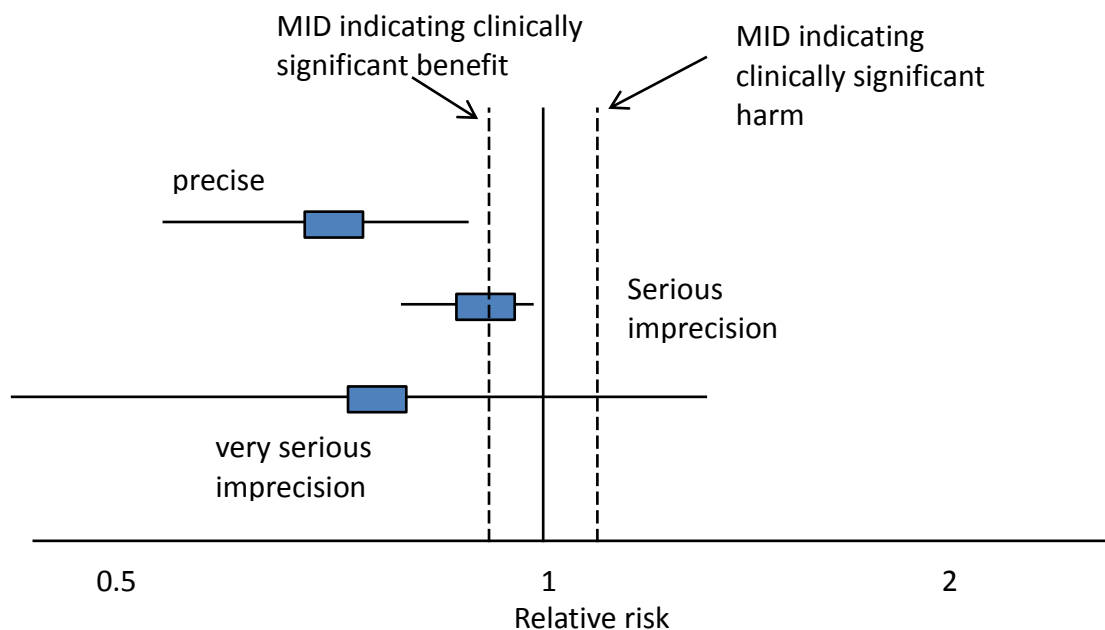 MID indicating clinically
significant benefit
MID indicating
clinically significant
harm
precise
Serious
imprecision
very serious
imprecision
0.5
1
2
Relative risk